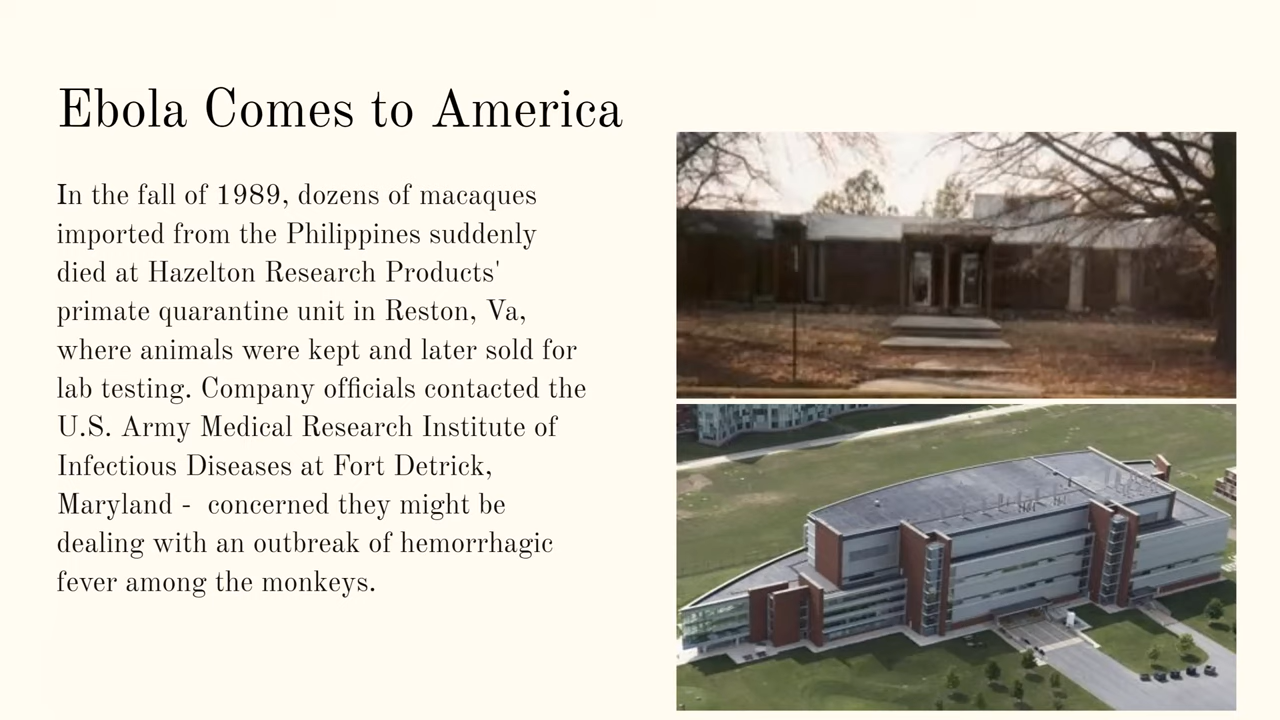 Ebola Comes to America
In the fall of 1989, dozens of macaques
imported from the Philippines suddenly
died at Hazelton Research Products'
primate quarantine unit in Reston, Va,
where animals were kept and later sold for
lab testing. Company officials contacted the
U.S. Army Medical Research Institute of
Infectious Diseases at Fort Detrick,
Maryland -  concerned they might be
dealing with an outbreak of hemorrhagic
fever among the monkeys.